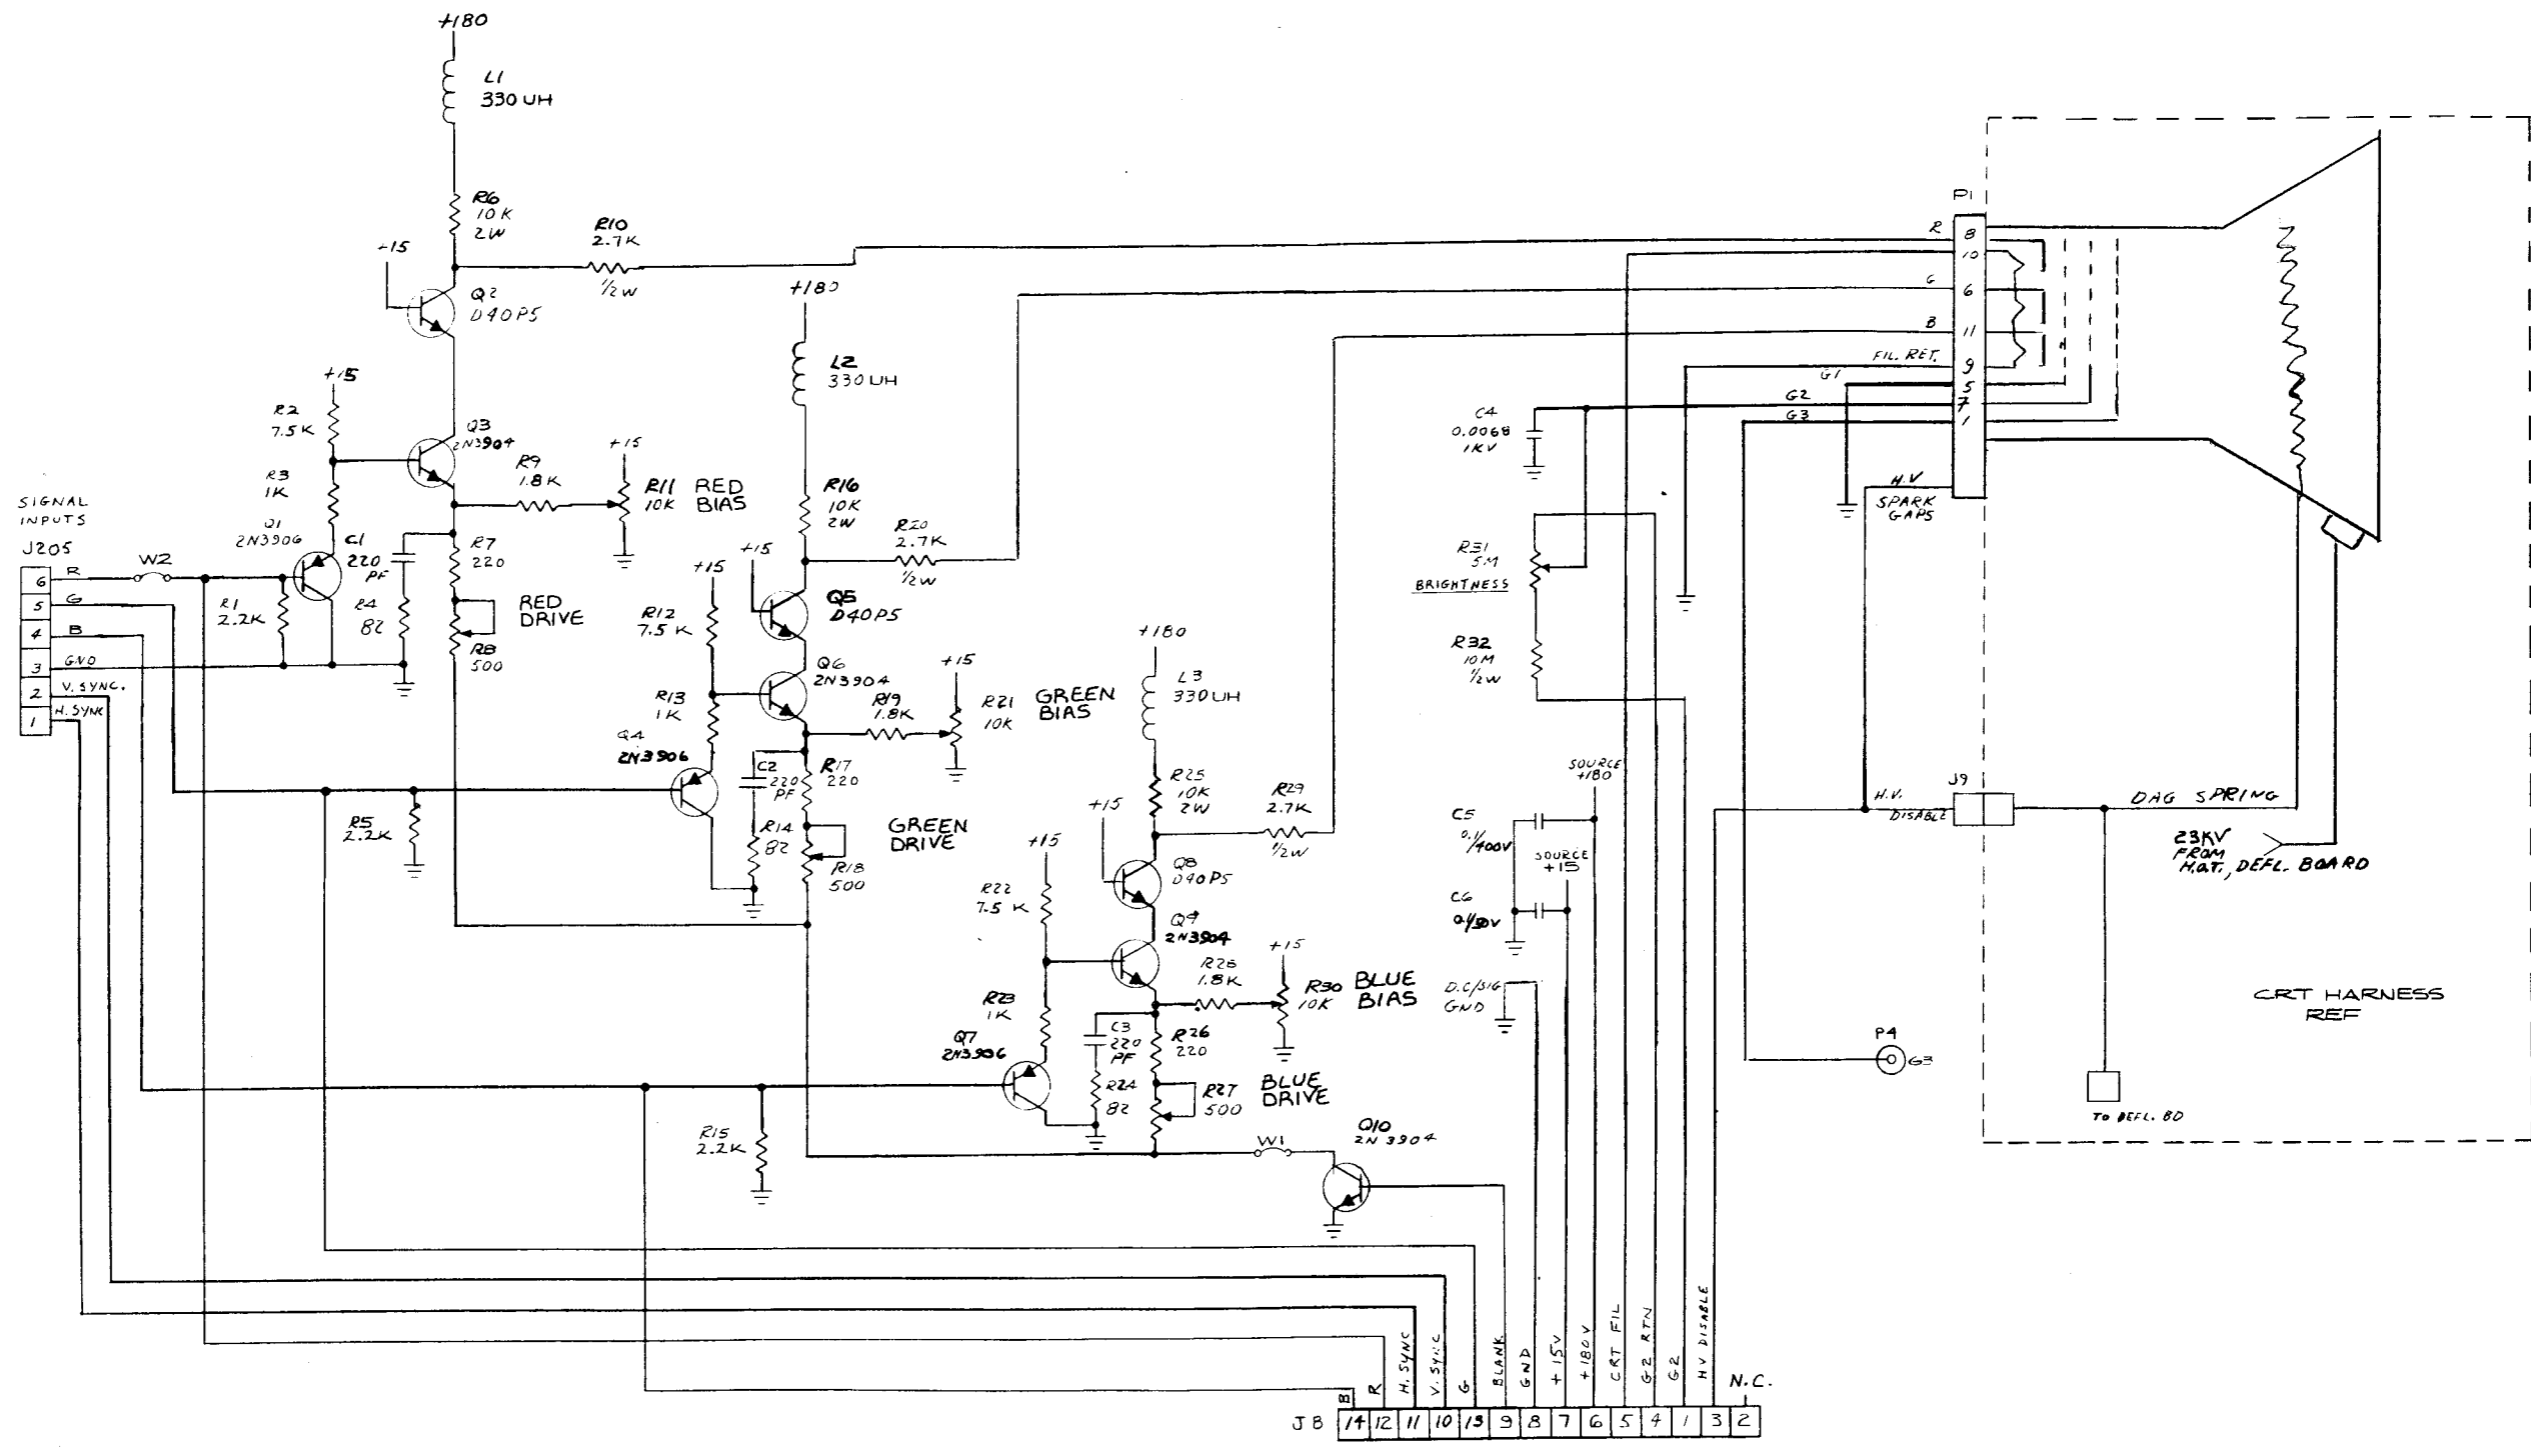 +180
L1
330 UH
R6
10K
2W
R10
2.7K
1/2W
+15
Q2
D40P5
+15
R2
7.5K
Q3
2N3904
R9
1.8K
+15
R11 RED
10K BIAS
R3
1K
Q1
2N3906
C1
220
PF
R7
220
RED
DRIVE
R8
500
R4
82
R1
2.2K
SIGNAL
INPUTS
J205
6 R
W2
5 G
4 B
3 GND
2 V. SYNC.
1 H. SYNC
+180
L2
330 UH
R16
10K
2W
R20
2.7K
1/2W
+15
Q5
D40P5
+15
R12
7.5 K
Q6
2N3904
R19
1.8K
+15
R21 GREEN
10K BIAS
R13
1K
Q4
2N3906
C2
220
PF
R17
220
R14
82
GREEN
DRIVE
R18
500
R5
2.2K
+180
L3
330UH
R25
10K
2W
R29
2.7K
1/2W
+15
Q8
D40P5
+15
R22
7.5 K
Q9
2N3904
R28
1.8K
+15
R30 BLUE
10K BIAS
R23
1K
Q7
2N3906
C3
220
PF
R26
220
R24
82
R27
500
BLUE
DRIVE
R15
2.2K
W1
Q10
2N 3904
C4
0.0068
1KV
R31
5M
BRIGHTNESS
R32
10M
1/2W
SOURCE
+180
C5
0.1/400V
SOURCE
+15
C6
0.1/50V
D.C/SIG
GND
P1
R 8
10
G 6
B 11
FIL. RET. 9
G1 5
G2 7
G3 1
H.V
SPARK
GAPS
J9
H.V.
DISABLE
DAG SPRING
23KV
FROM
H.O.T., DEFL. BOARD
CRT HARNESS
REF
P4
G3
TO DEFL. BD
B
R
H. SYNC
V. SYNC
G
BLANK
GND
+15V
+180V
CRT FIL
G2 RTN
G2
HV DISABLE
N.C.
J8 14 12 11 10 13 9 8 7 6 5 4 1 3 2